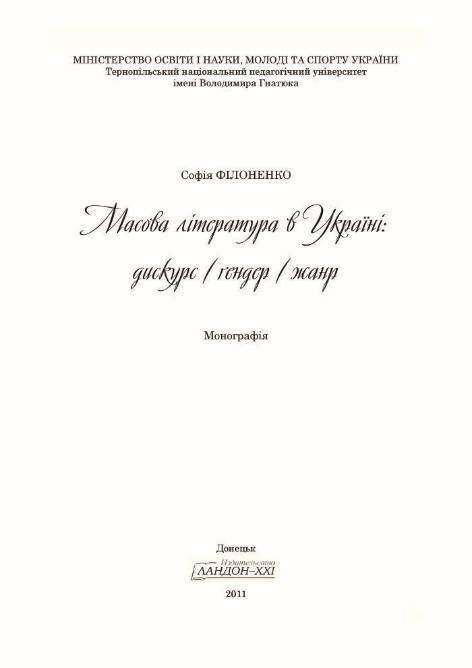 МІНІСТЕРСТВО ОСВІТИ І НАУКИ, МОЛОДІ ТА СПОРТУ УКРАЇНИ
Тернопільський національний педагогічний університет
імені Володимира Гнатюка
Софія ФІЛОНЕНКО
Масова література в Україні:
дискурс / ґендер / жанр
Монографія
Донецьк
Издательство
ЛАНДОН–XXI
2011